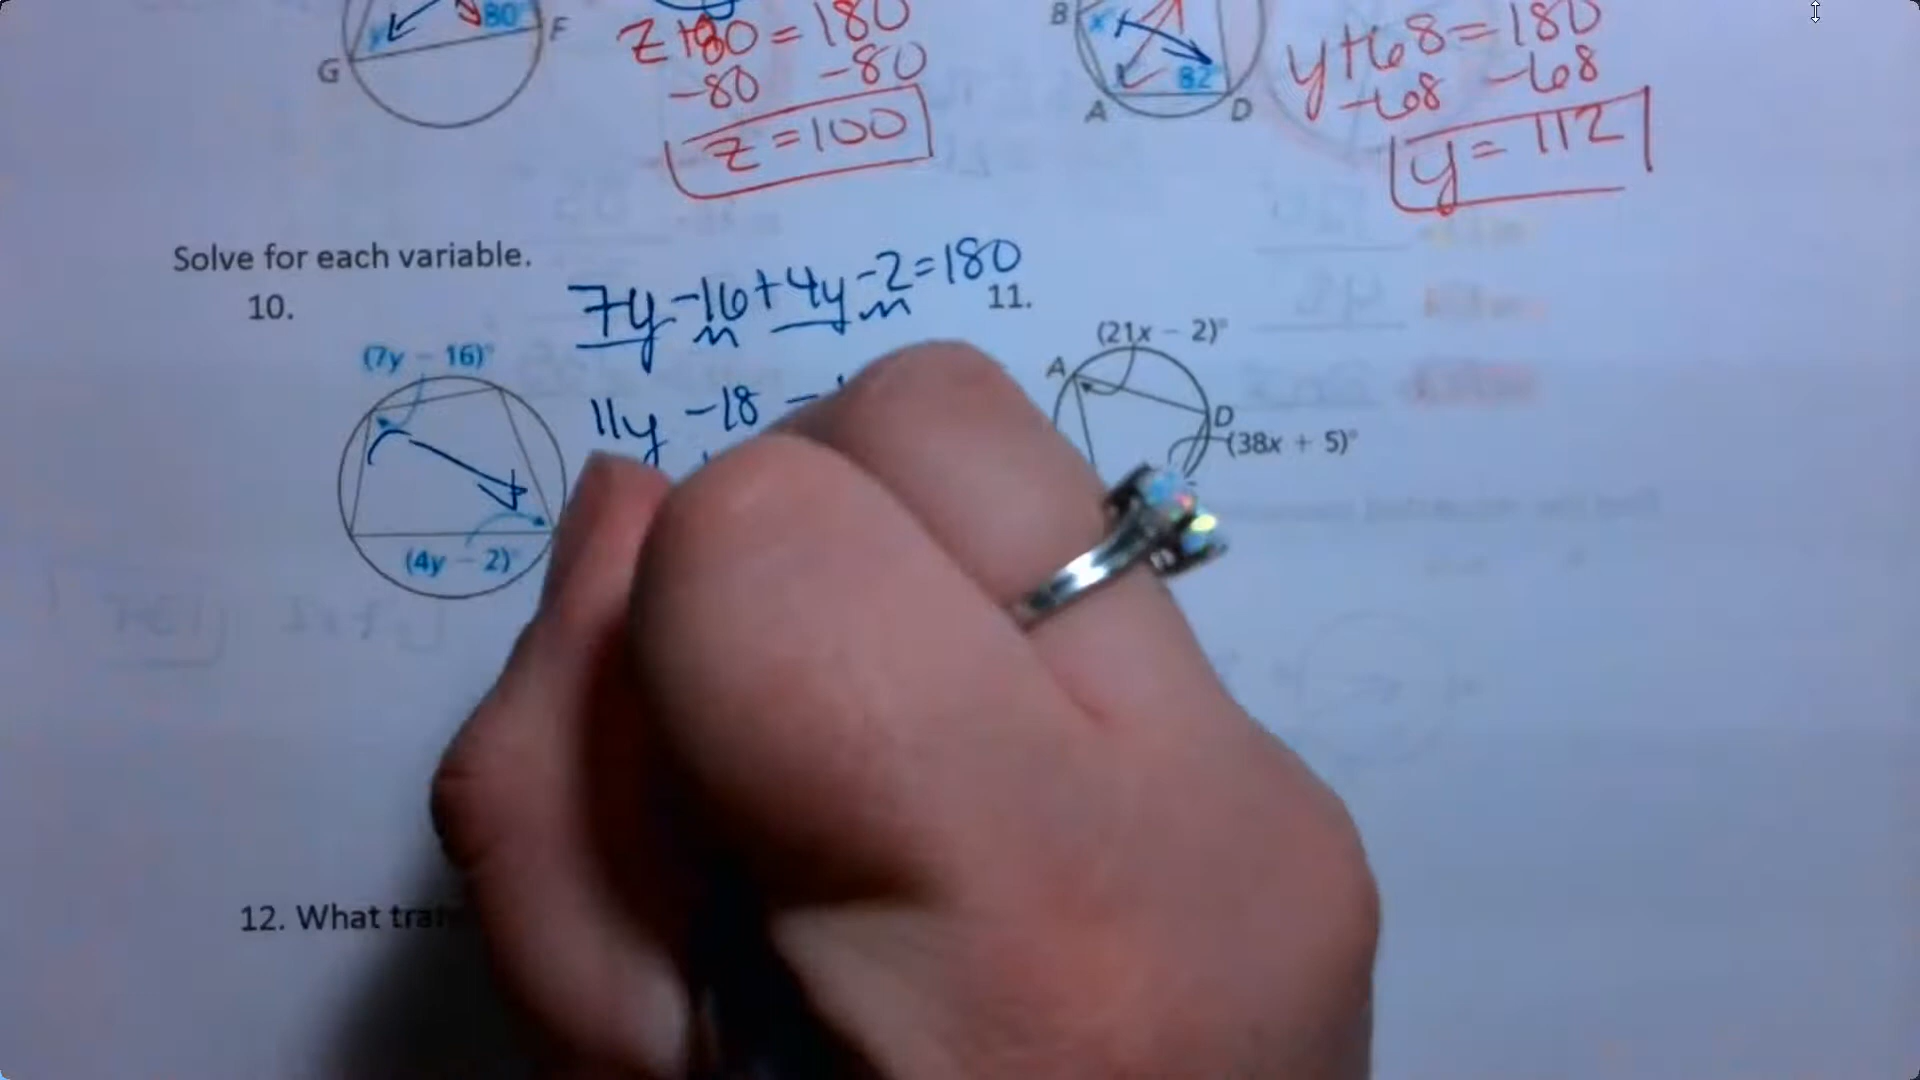 80
G
F
z+80=180
-80 -80
z=100
B
x
82
A
D
y+68=180
-68 -68
y=112
Solve for each variable.
10.
7y-16+4y-2=180
11y -18
(7y - 16)°
(4y - 2)°
11.
(21x - 2)°
A
D
(38x + 5)°
12. What